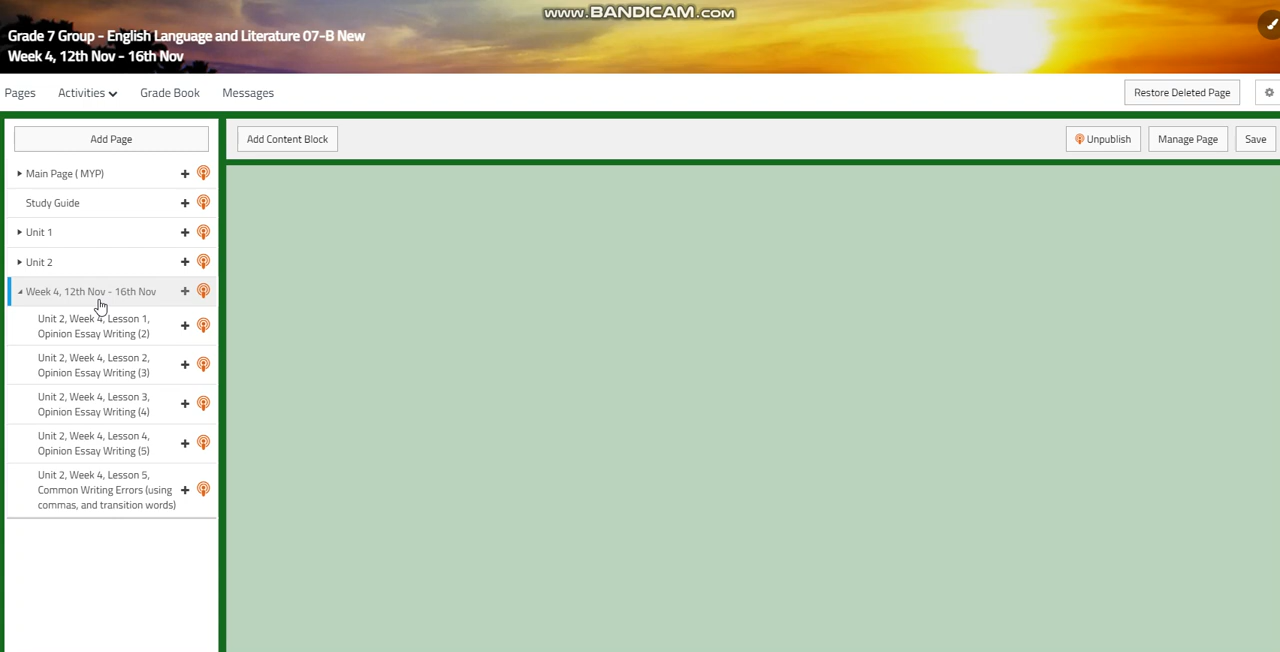 www.BANDICAM.com
Grade 7 Group - English Language and Literature 07-B New
Week 4, 12th Nov - 16th Nov
Pages Activities Grade Book Messages Restore Deleted Page
Add Page
Add Content Block Unpublish Manage Page Save
Main Page ( MYP)
Study Guide
Unit 1
Unit 2
Week 4, 12th Nov - 16th Nov
Unit 2, Week 4, Lesson 1,
Opinion Essay Writing (2)
Unit 2, Week 4, Lesson 2,
Opinion Essay Writing (3)
Unit 2, Week 4, Lesson 3,
Opinion Essay Writing (4)
Unit 2, Week 4, Lesson 4,
Opinion Essay Writing (5)
Unit 2, Week 4, Lesson 5,
Common Writing Errors (using
commas, and transition words)